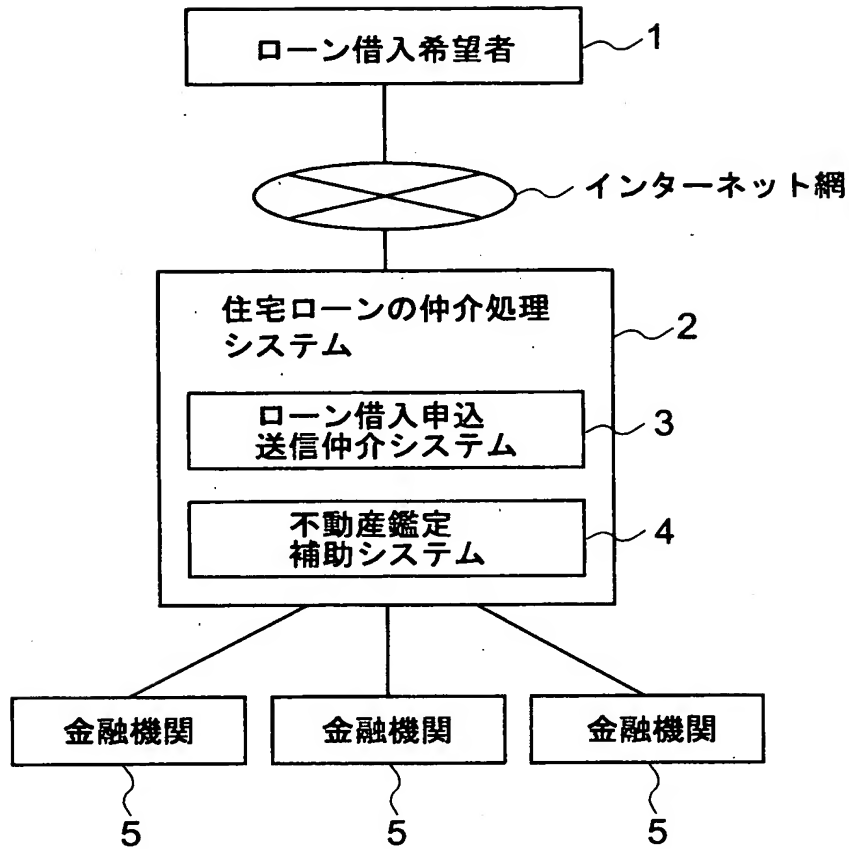 ローン借入希望者
1
インターネット網
住宅ローンの仲介処理
システム
2
ローン借入申込
送信仲介システム
3
不動産鑑定
補助システム
4
金融機関
金融機関
金融機関
5
5
5